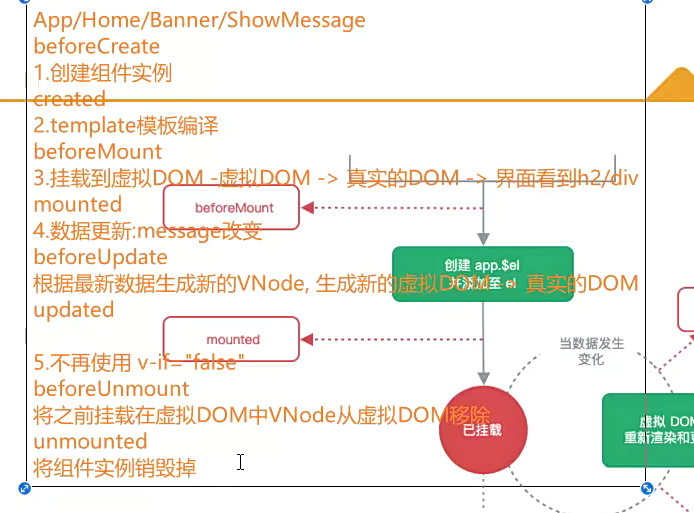 App/Home/Banner/ShowMessage
beforeCreate
1.创建组件实例
created
2.template模板编译
beforeMount
3.挂载到虚拟DOM -虚拟DOM -> 真实的DOM -> 界面看到h2/div
mounted
4.数据更新:message改变
beforeUpdate
根据最新数据生成新的VNode, 生成新的虚拟DOM -> 真实的DOM
updated
5.不再使用 v-if="false"
beforeUnmount
将之前挂载在虚拟DOM中VNode从虚拟DOM移除
unmounted
将组件实例销毁掉
beforeMount
创建 app.$el
并添加至 el
mounted
当数据发生
变化
已挂载
虚拟 DOM
重新渲染和